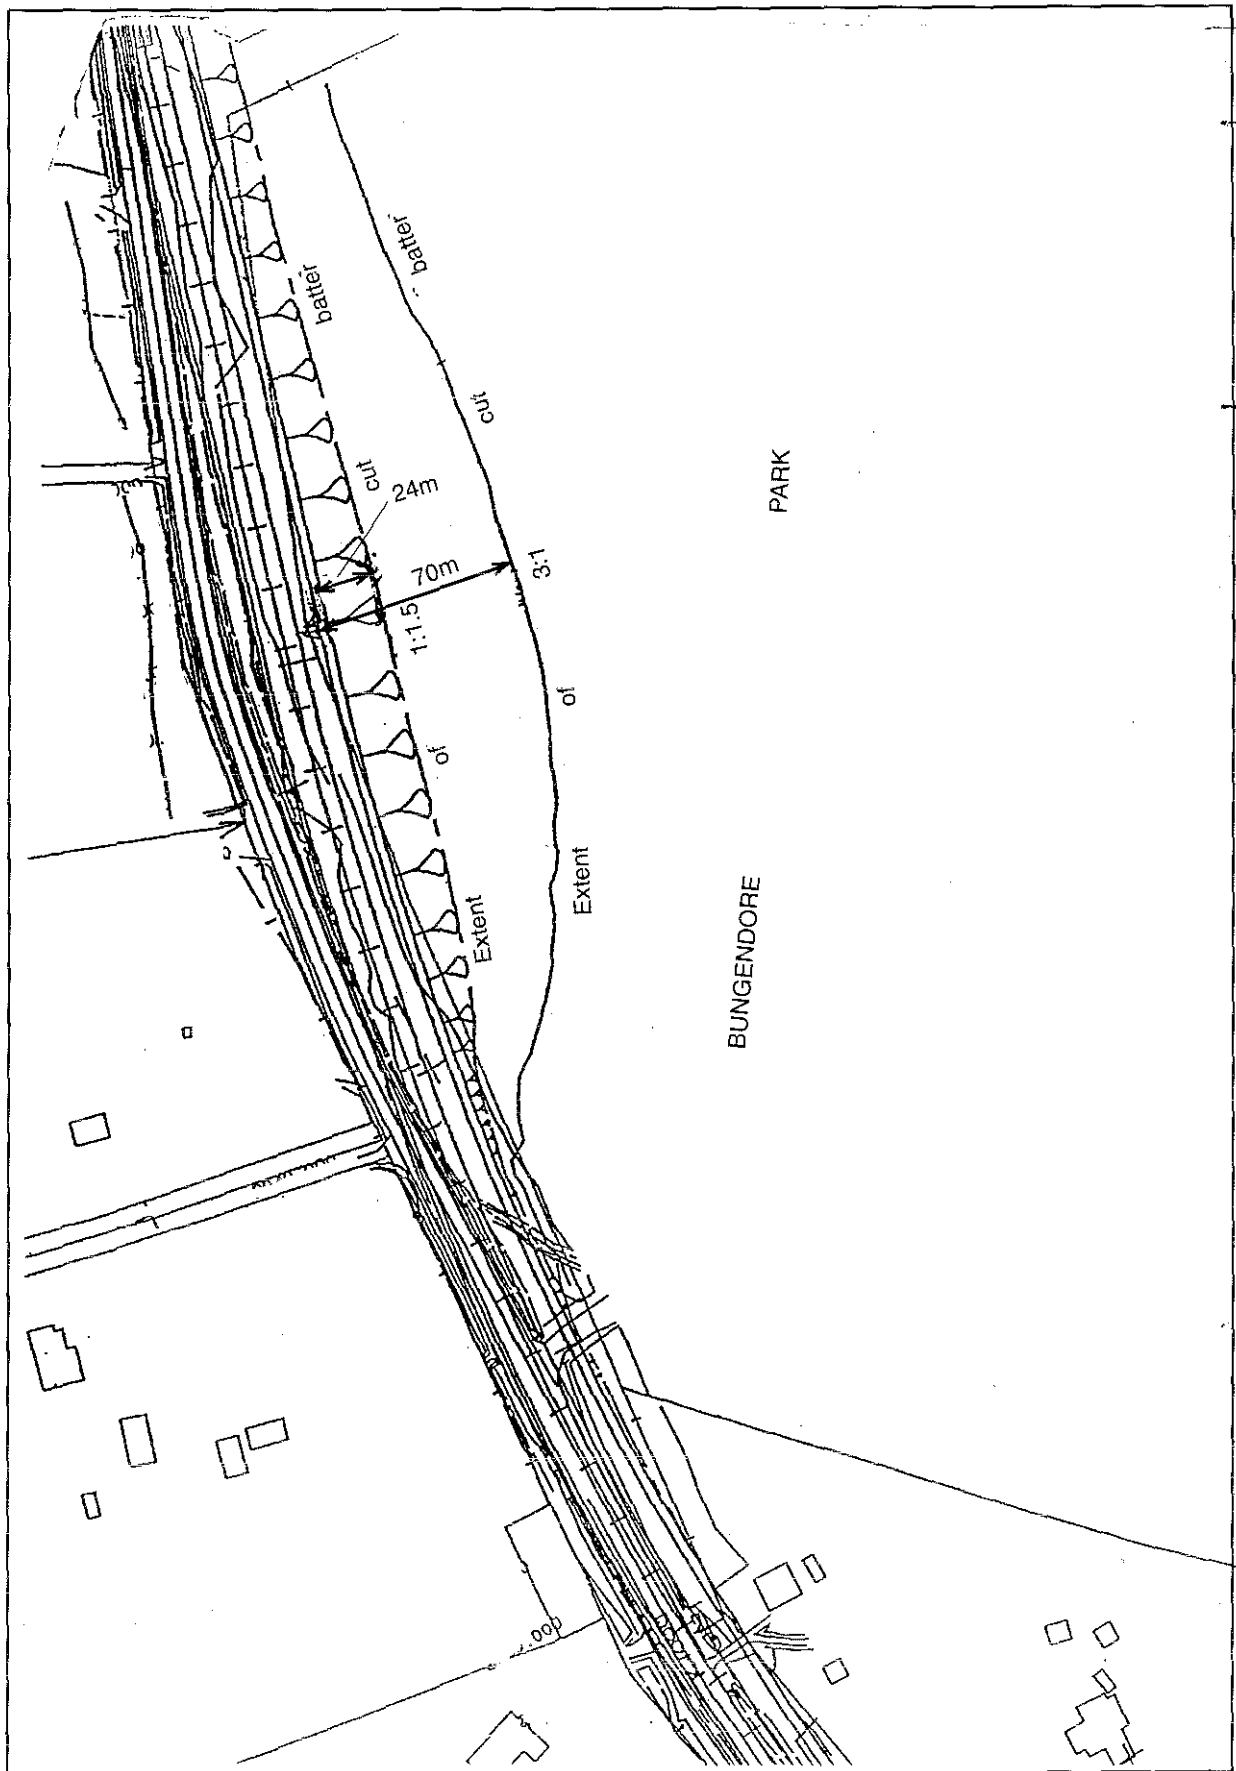 Extent of 1:1.5 cut batter
24m
70m
Extent of 3:1 cut batter
BUNGENDORE PARK